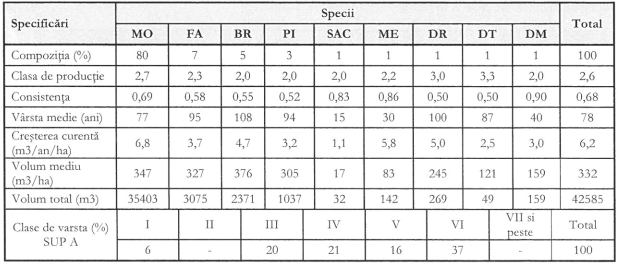 Specificări Specii Total
MO FA BR PI SAC ME DR DT DM
Compoziția (%) 80 7 5 3 1 1 1 1 1 100
Clasa de producție 2,7 2,3 2,0 2,0 2,0 2,2 3,0 3,3 2,0 2,6
Consistența 0,69 0,58 0,55 0,52 0,83 0,86 0,50 0,50 0,90 0,68
Vârsta medie (ani) 77 95 108 94 15 30 100 87 40 78
Creșterea curentă
(m3/an/ha) 6,8 3,7 4,7 3,2 1,1 5,8 5,0 2,5 3,0 6,2
Volum mediu
(m3/ha) 347 327 376 305 17 83 245 121 159 332
Volum total (m3) 35403 3075 2371 1037 32 142 269 49 159 42585
Clase de varsta (%)
SUP A
I II III IV V VI VII si
peste Total
6 - 20 21 16 37 - 100